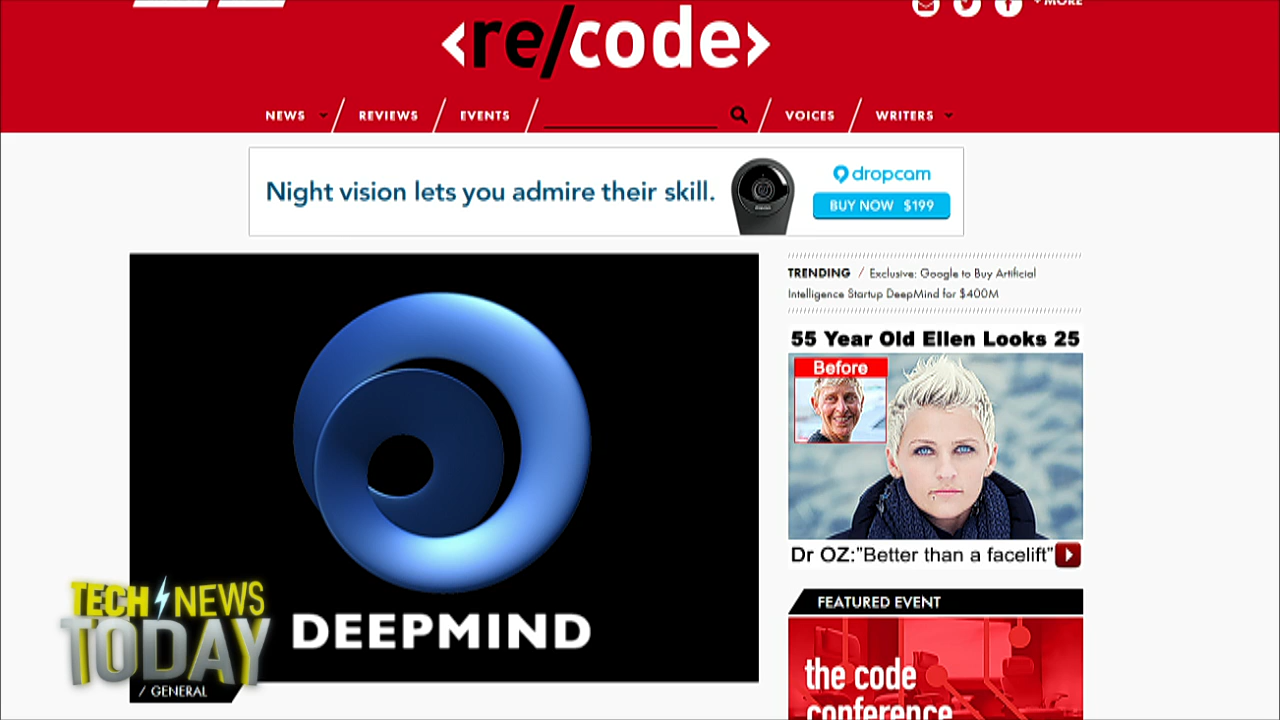 + MORE
<re/code>
NEWS / REVIEWS / EVENTS / VOICES / WRITERS
Night vision lets you admire their skill.
dropcam
BUY NOW $199
DEEPMIND
/ GENERAL
TECH NEWS
TODAY
TRENDING / Exclusive: Google to Buy Artificial
Intelligence Startup DeepMind for $400M
55 Year Old Ellen Looks 25
Before
Dr OZ:"Better than a facelift"
FEATURED EVENT
the code
conference